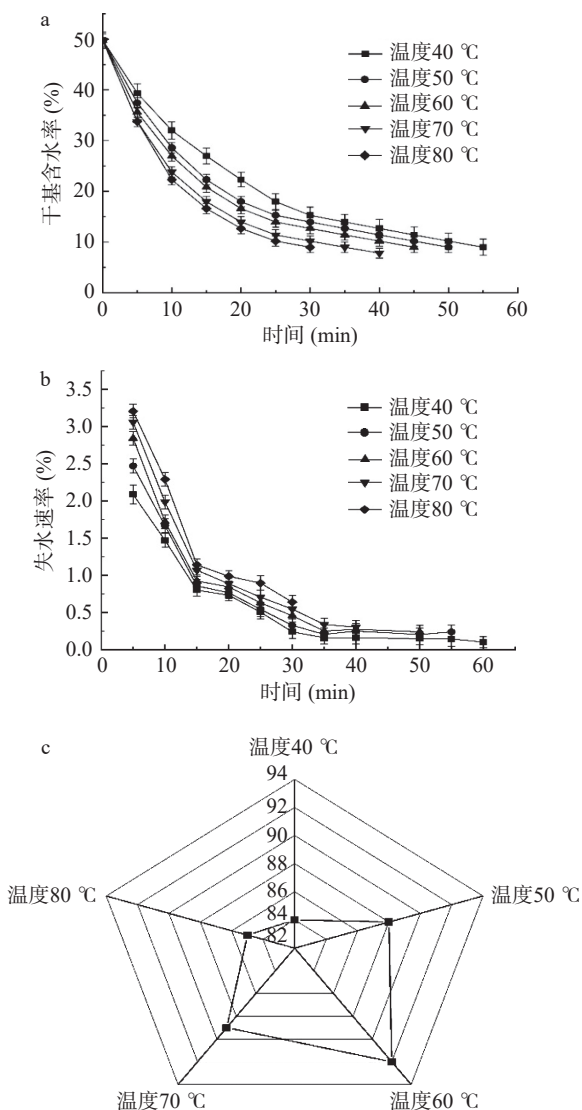 a
50
40
30
20
10
0
干基含水率 (%)
温度40 ℃
温度50 ℃
温度60 ℃
温度70 ℃
温度80 ℃
0 10 20 30 40 50 60
时间 (min)
b
3.5
3.0
2.5
2.0
1.5
1.0
0.5
0.0
失水速率 (%)
温度40 ℃
温度50 ℃
温度60 ℃
温度70 ℃
温度80 ℃
0 10 20 30 40 50 60
时间 (min)
c
温度40 ℃
94
92
90
88
86
84
82
温度80 ℃
温度50 ℃
温度70 ℃
温度60 ℃